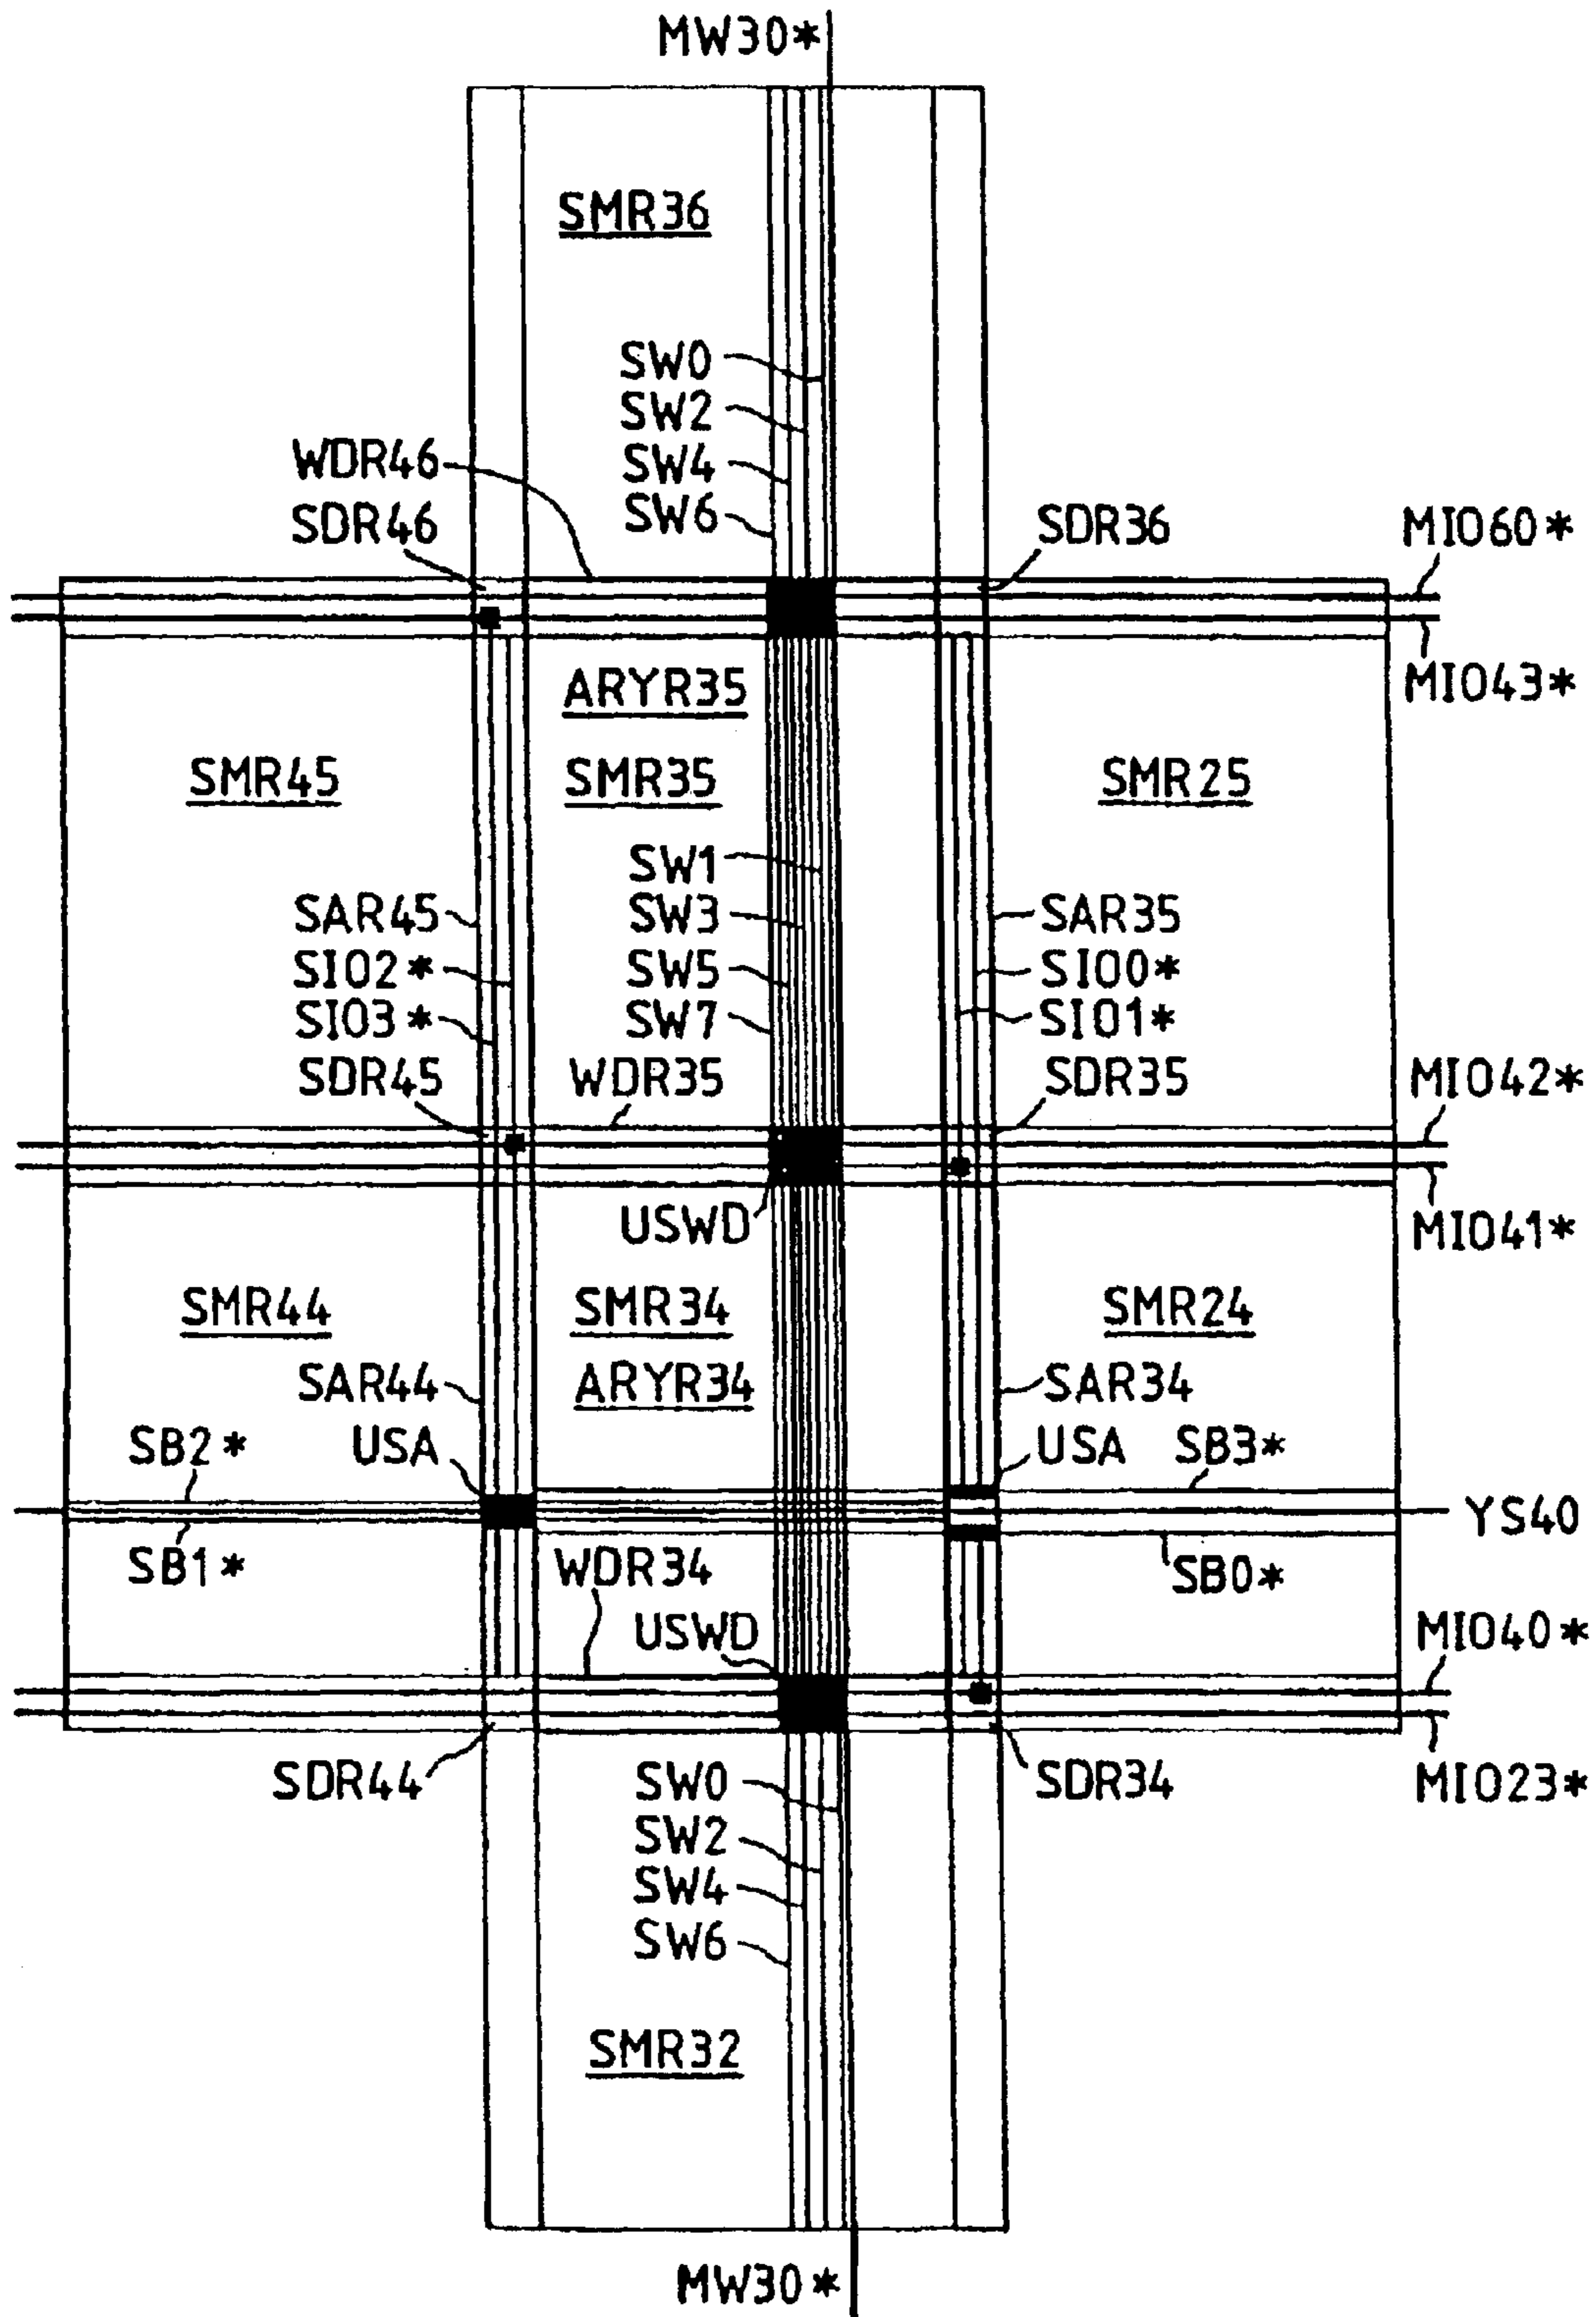 MW30*
SMR36
SW0
SW2
WDR46
SW4
SDR46
SW6
SDR36
MIO60*
ARYR35
MIO43*
SMR45
SMR35
SMR25
SW1
SAR45
SW3
SAR35
SIO2*
SW5
SIO0*
SIO3*
SW7
SIO1*
SDR45
WDR35
SDR35
MIO42*
USWD
MIO41*
SMR44
SMR34
SMR24
SAR44
ARYR34
SAR34
SB2*
USA
USA
SB3*
YS40
SB1*
WDR34
SB0*
USWD
MIO40*
SDR44
SW0
SDR34
MIO23*
SW2
SW4
SW6
SMR32
MW30*